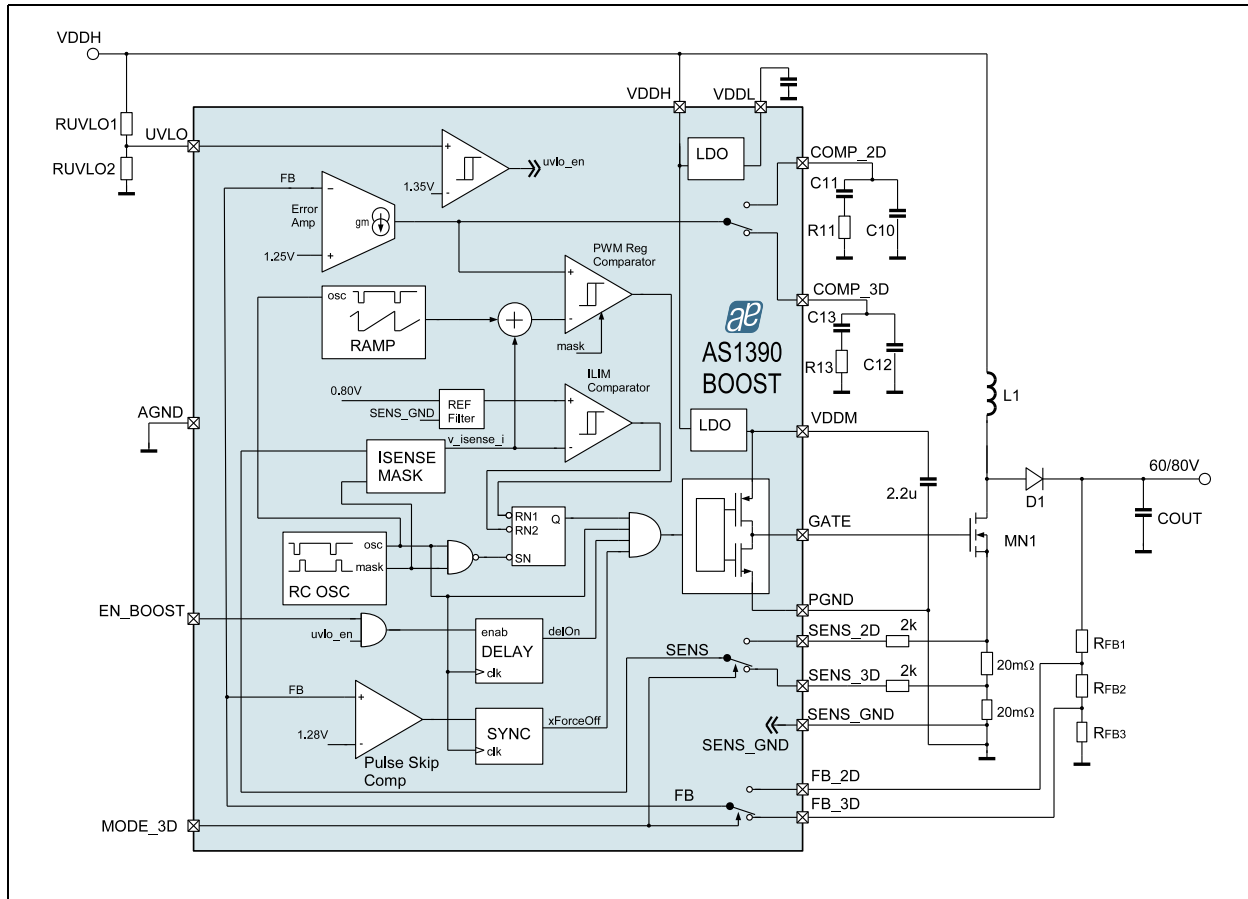 VDDH
VDDH
VDDL
RUVLO1
UVLO
RUVLO2
LDO
COMP_2D
uvlo_en
1.35V
FB
Error
Amp
gm
1.25V
C11
R11
C10
PWM Reg
Comparator
osc
RAMP
mask
COMP_3D
C13
R13
C12
ae
AS1390
BOOST
L1
ILIM
Comparator
0.80V
SENS_GND
REF
Filter
v_isense_i
AGND
ISENSE
MASK
LDO
VDDM
60/80V
D1
2.2u
COUT
RN1
RN2
Q
SN
GATE
MN1
osc
mask
RC OSC
EN_BOOST
uvlo_en
enab
DELAY
clk
delOn
PGND
SENS_2D
2k
RFB1
SENS
20mΩ
SENS_3D
2k
RFB2
FB
1.28V
Pulse Skip
Comp
SYNC
clk
xForceOff
SENS_GND
20mΩ
SENS_GND
RFB3
FB_2D
FB
FB_3D
MODE_3D
+
-
+
-
+
-
+
-
+
-
+